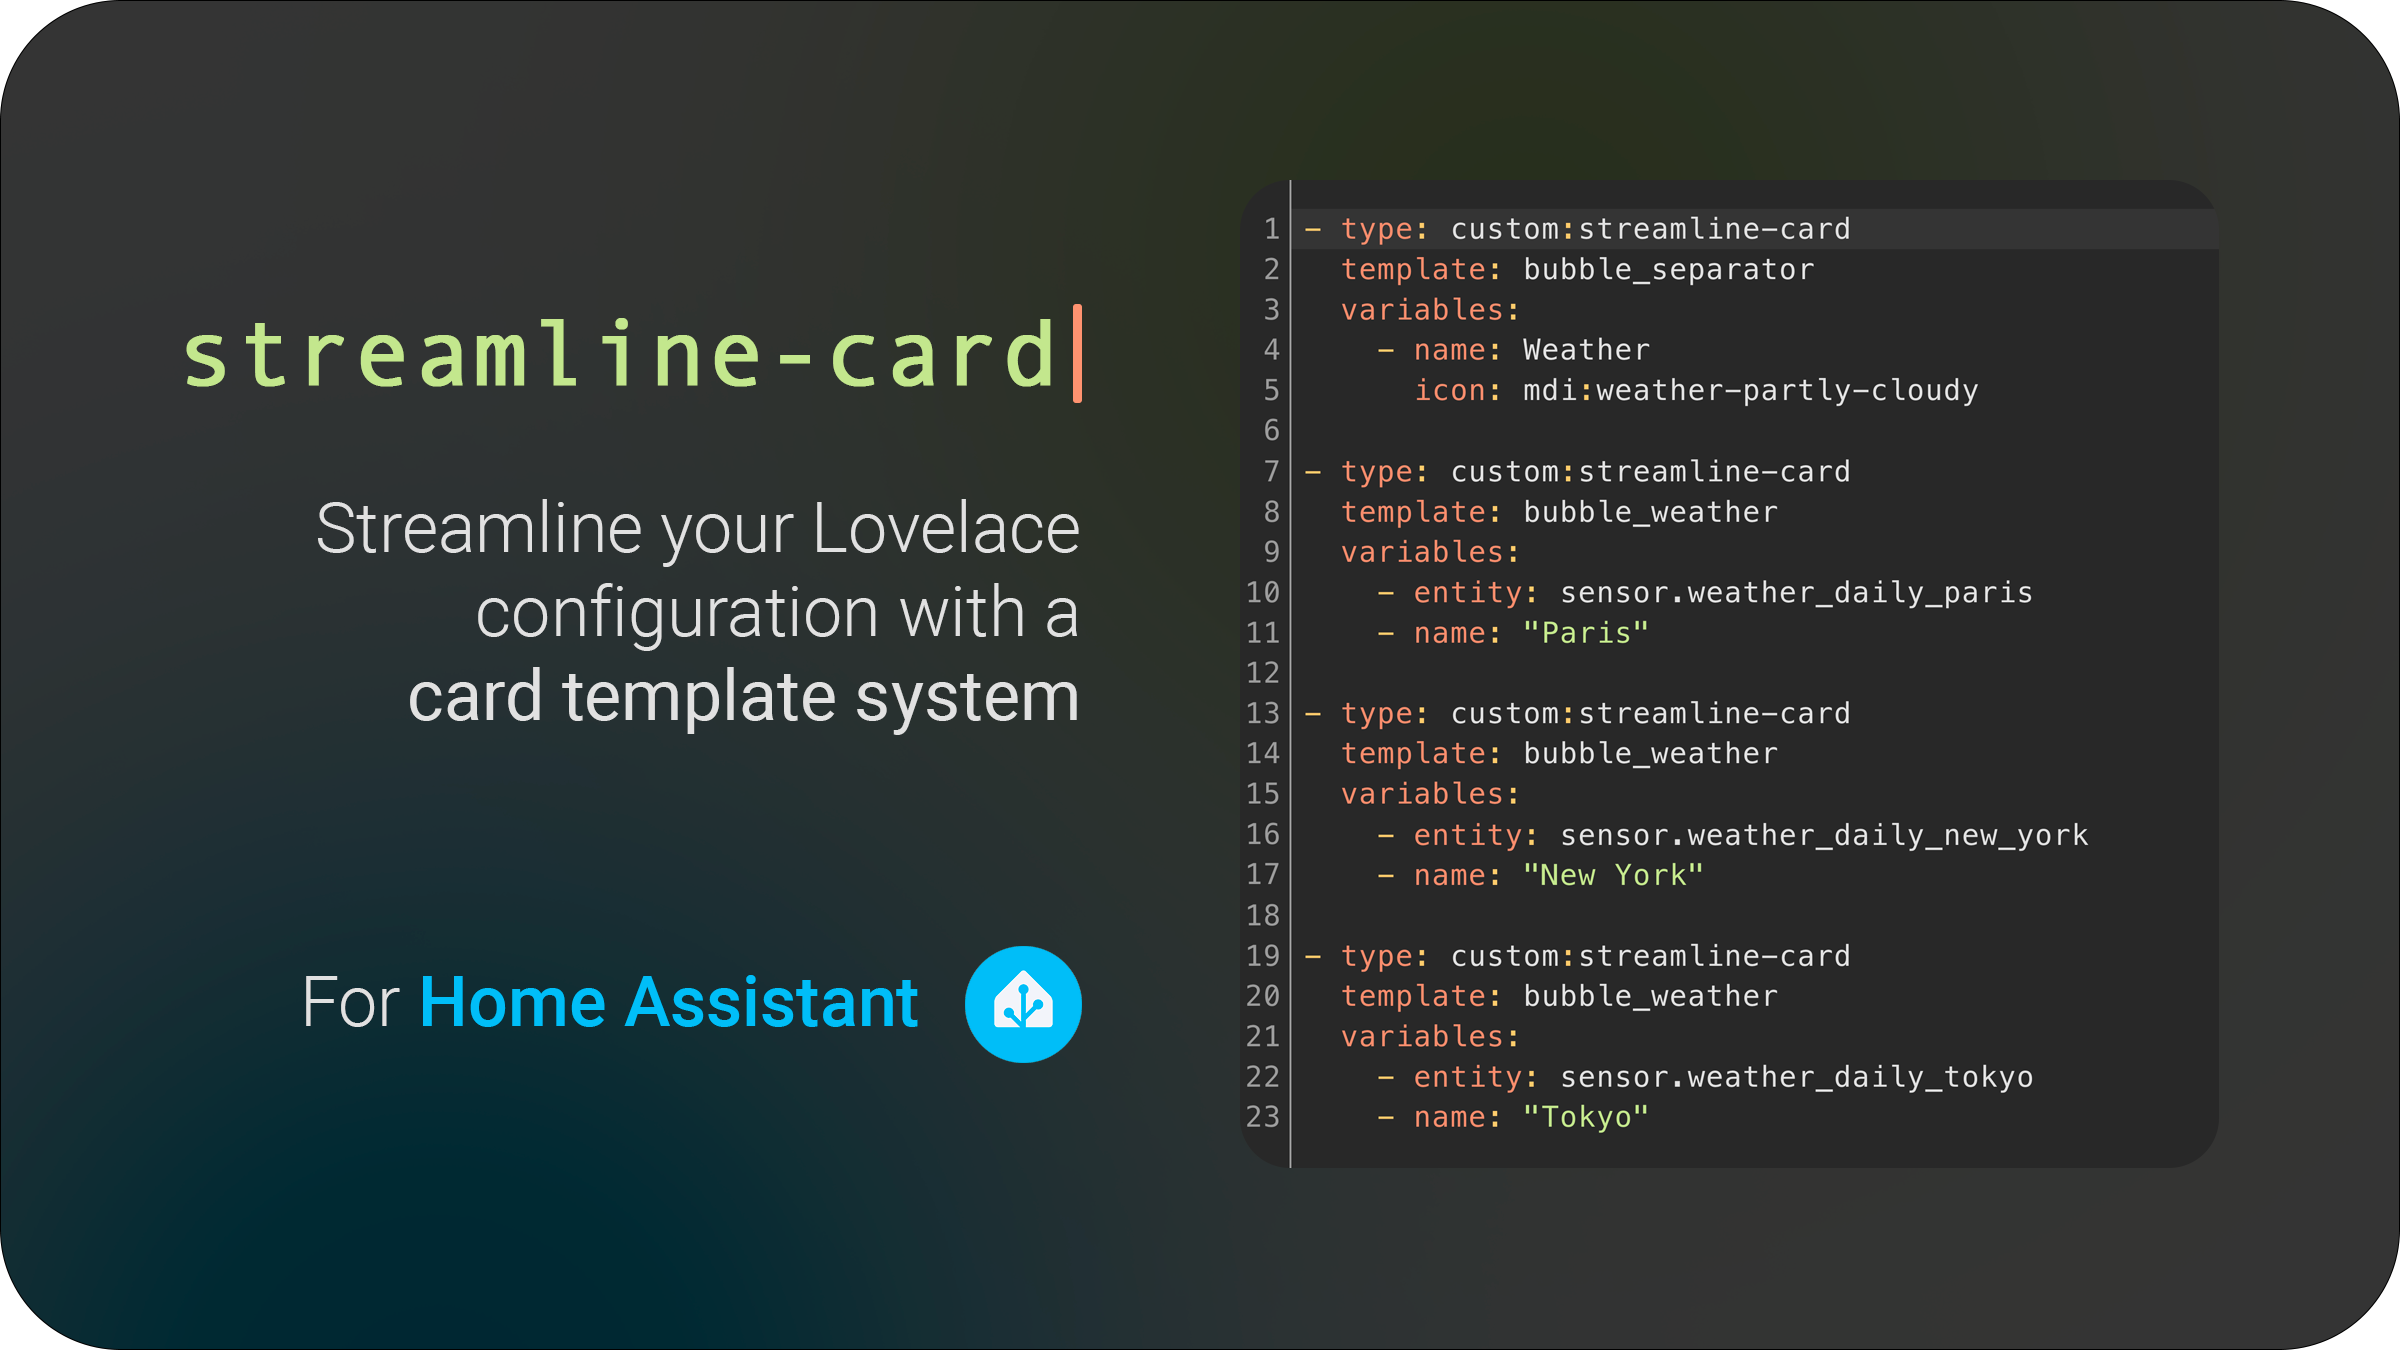 streamline-card
Streamline your Lovelace
configuration with a
card template system
For Home Assistant
1 - type: custom:streamline-card
2   template: bubble_separator
3   variables:
4     - name: Weather
5       icon: mdi:weather-partly-cloudy
6
7 - type: custom:streamline-card
8   template: bubble_weather
9   variables:
10     - entity: sensor.weather_daily_paris
11     - name: "Paris"
12
13 - type: custom:streamline-card
14   template: bubble_weather
15   variables:
16     - entity: sensor.weather_daily_new_york
17     - name: "New York"
18
19 - type: custom:streamline-card
20   template: bubble_weather
21   variables:
22     - entity: sensor.weather_daily_tokyo
23     - name: "Tokyo"